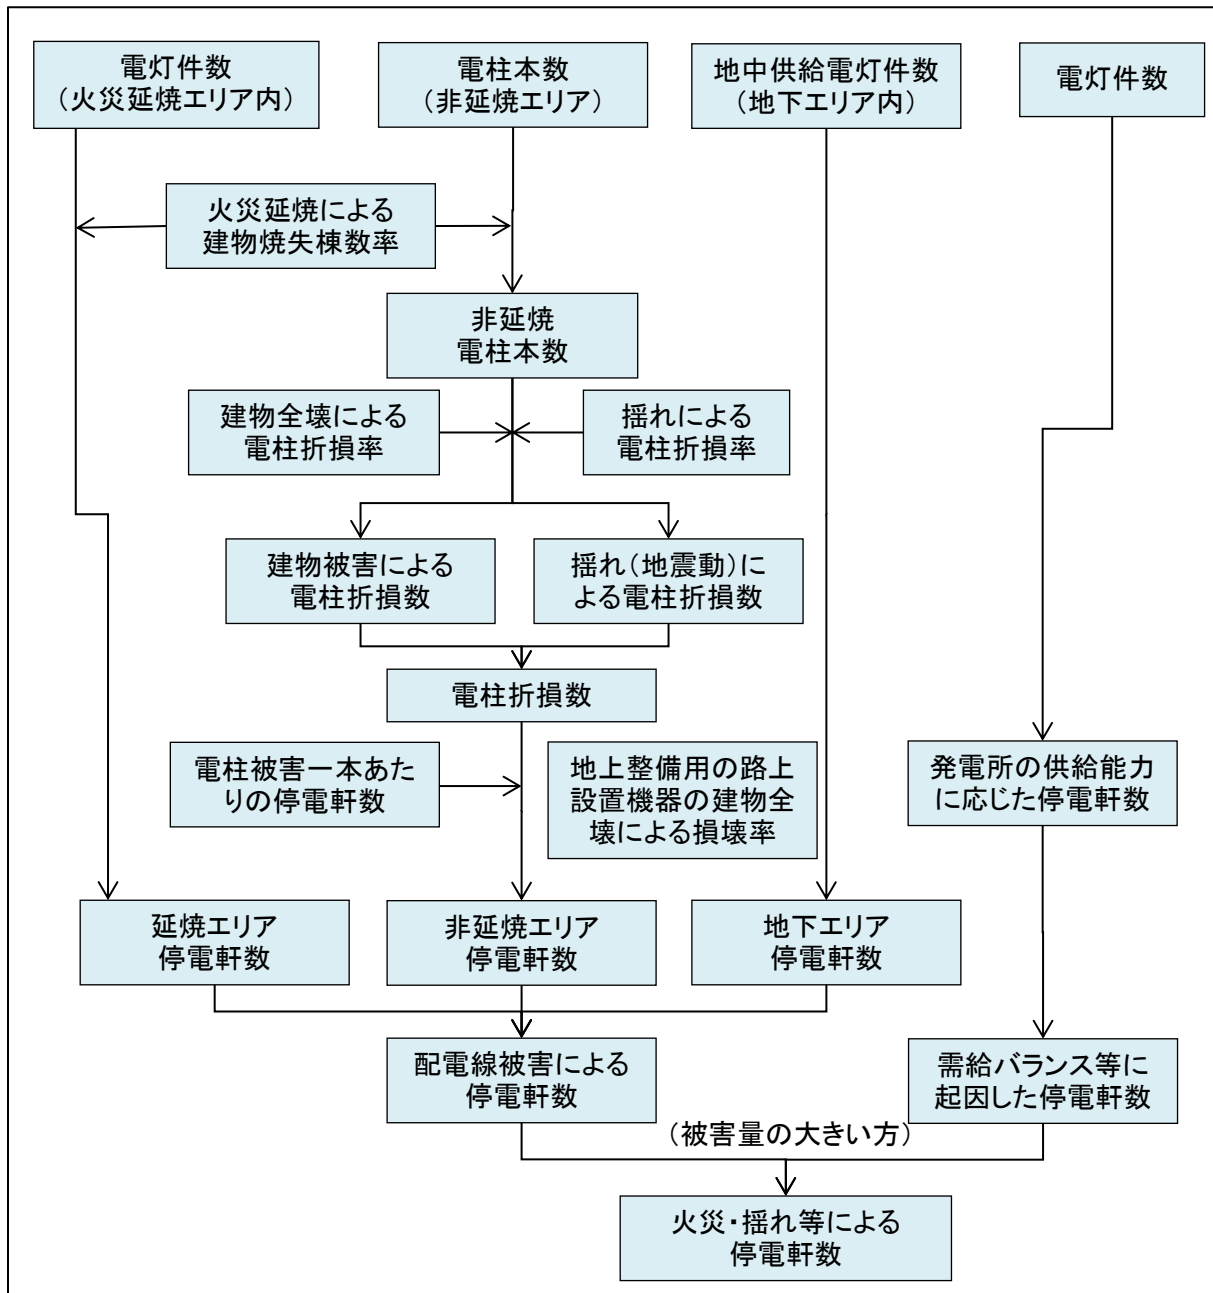 電灯件数
（火災延焼エリア内）
電柱本数
（非延焼エリア）
地中供給電灯件数
（地下エリア内）
電灯件数
火災延焼による
建物焼失棟数率
非延焼
電柱本数
建物全壊による
電柱折損率
揺れによる
電柱折損率
建物被害による
電柱折損数
揺れ（地震動）に
よる電柱折損数
電柱折損数
電柱被害一本あた
りの停電軒数
地上整備用の路上
設置機器の建物全
壊による損壊率
発電所の供給能力
に応じた停電軒数
延焼エリア
停電軒数
非延焼エリア
停電軒数
地下エリア
停電軒数
配電線被害による
停電軒数
需給バランス等に
起因した停電軒数
（被害量の大きい方）
火災・揺れ等による
停電軒数